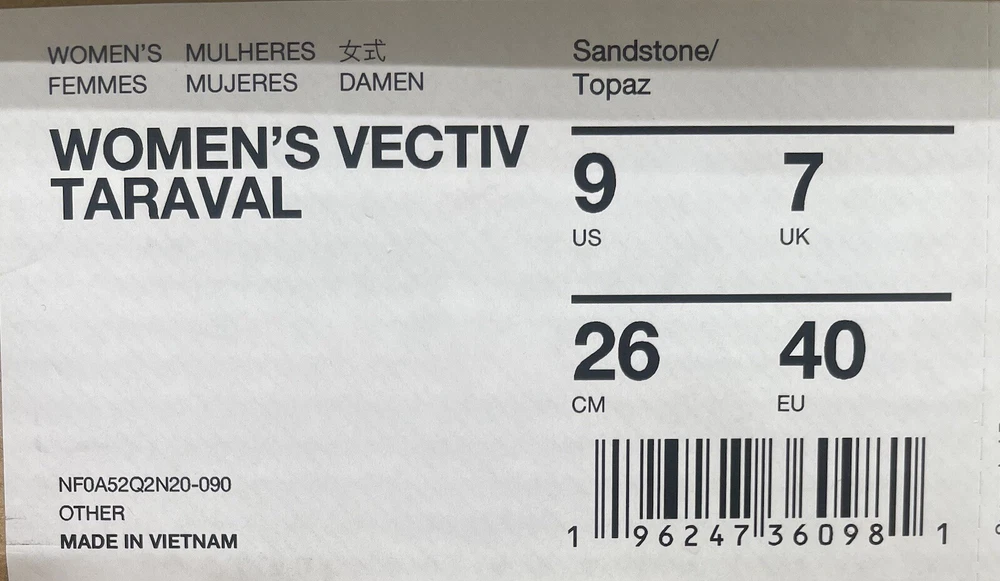 WOMEN'S MULHERES 女式
FEMMES MUJERES DAMEN
WOMEN'S VECTIV
TARAVAL
Sandstone/
Topaz
9 7
US UK
26 40
CM EU
NF0A52Q2N20-090
OTHER
MADE IN VIETNAM
1 96247 36098 1